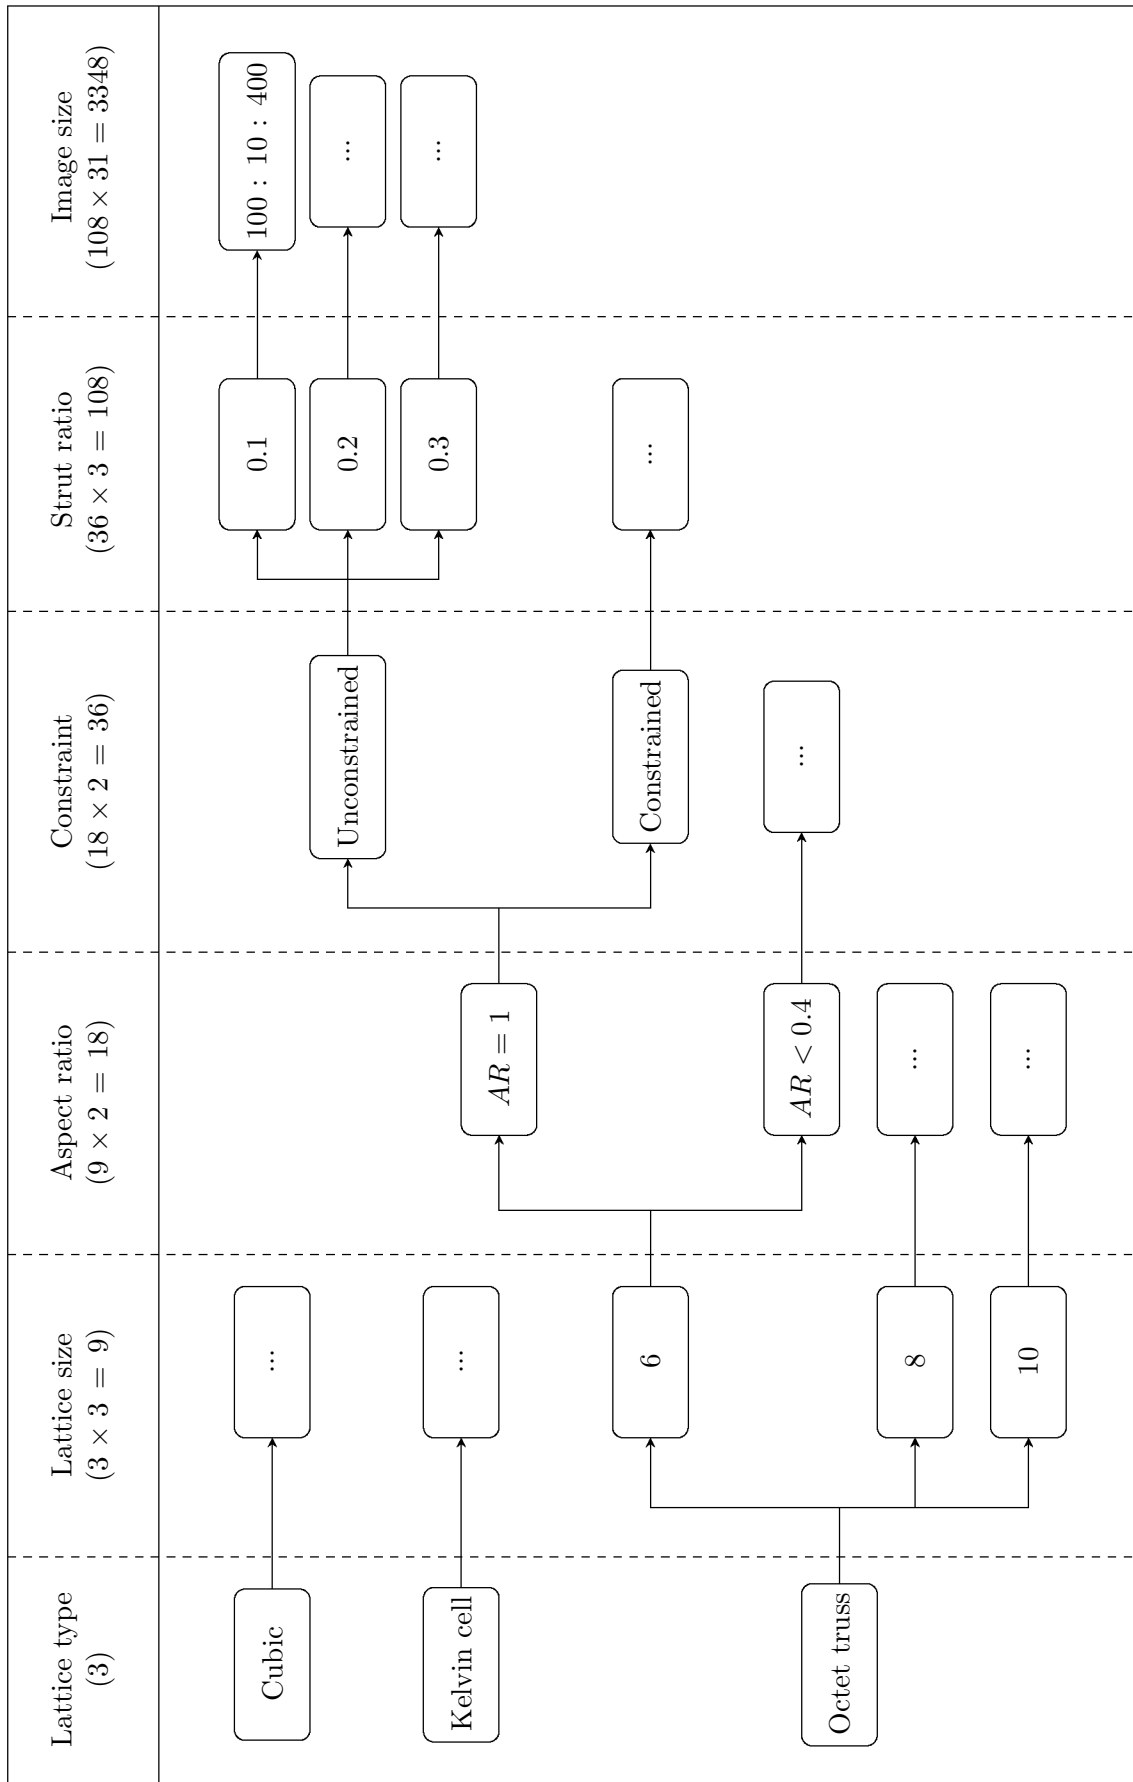 Lattice type
(3)
Lattice size
(3 × 3 = 9)
Aspect ratio
(9 × 2 = 18)
Constraint
(18 × 2 = 36)
Strut ratio
(36 × 3 = 108)
Image size
(108 × 31 = 3348)
Cubic
...
Kelvin cell
...
Octet truss
6
8
10
AR = 1
AR < 0.4
...
...
Unconstrained
Constrained
...
0.1
0.2
0.3
...
100 : 10 : 400
...
...